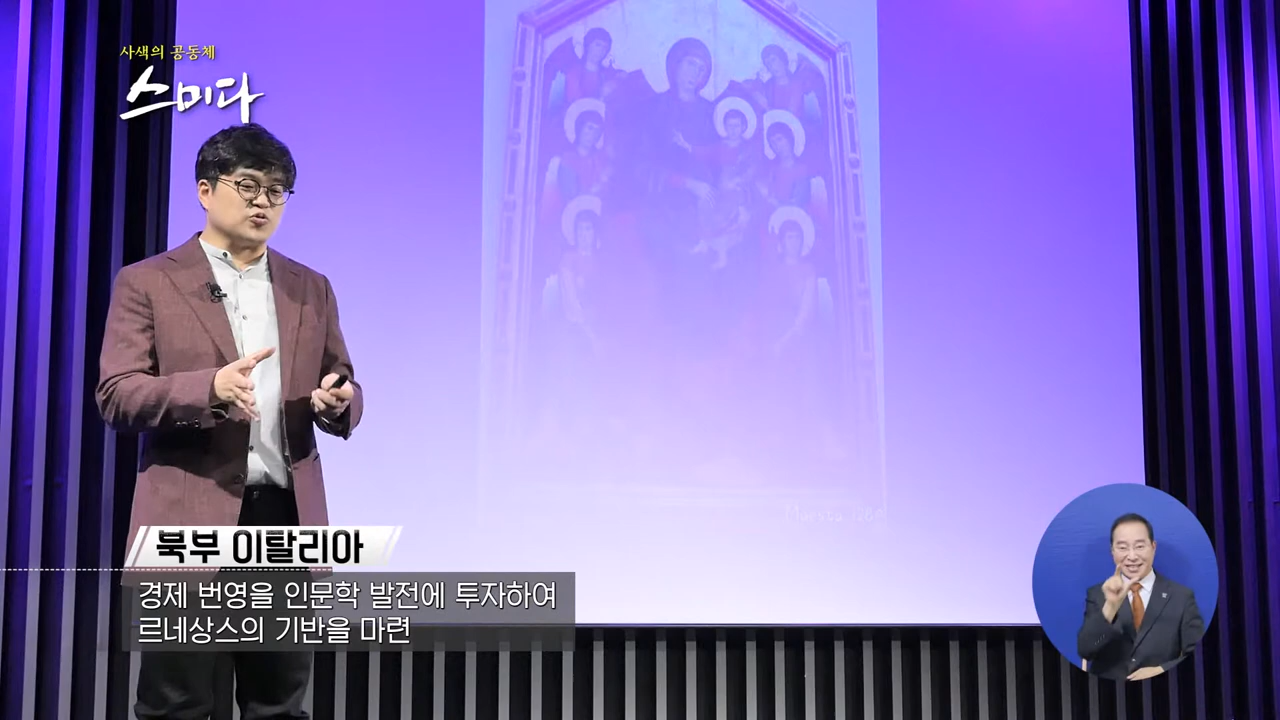 사색의 공동체
스미다
북부 이탈리아
경제 번영을 인문학 발전에 투자하여
르네상스의 기반을 마련